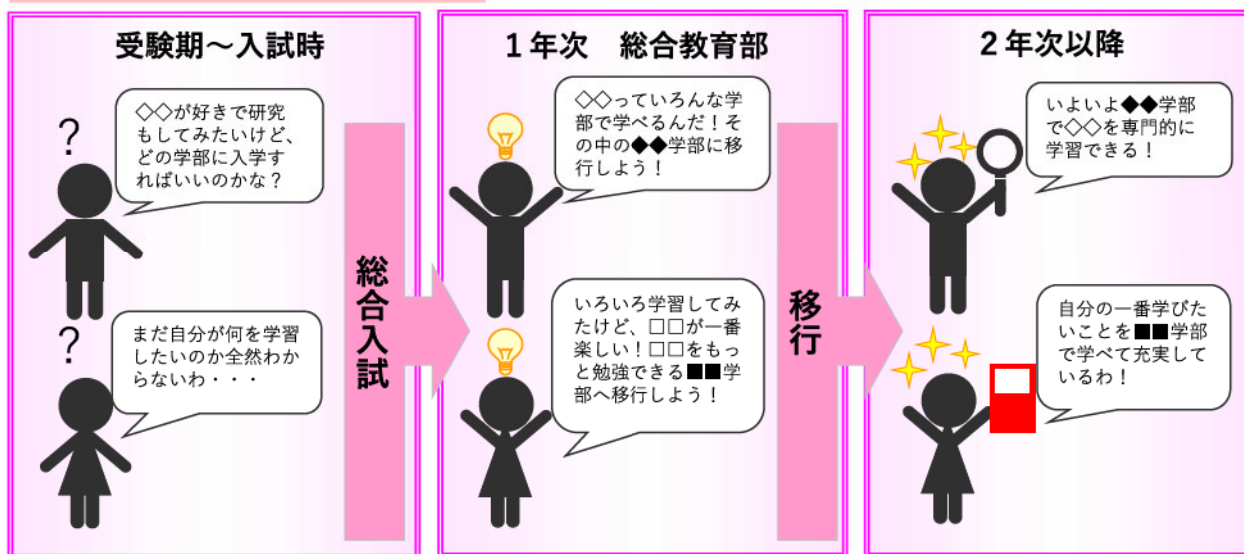 受験期～入試時
?
◇◇が好きで研究
もしてみたいけど、
どの学部に入学す
ればいいのかな？
?
まだ自分が何を学習
したいのか全然わか
らないわ・・・
総合入試
１年次　総合教育部
◇◇っていろんな学
部で学べるんだ！そ
の中の◆◆学部に移
行しよう！
いろいろ学習してみ
たけど、□□が一番
楽しい！□□をもっ
と勉強できる■■学
部へ移行しよう！
移行
２年次以降
いよいよ◆◆学部
で◇◇を専門的に
学習できる！
自分の一番学びた
いことを■■学部
で学べて充実して
いるわ！